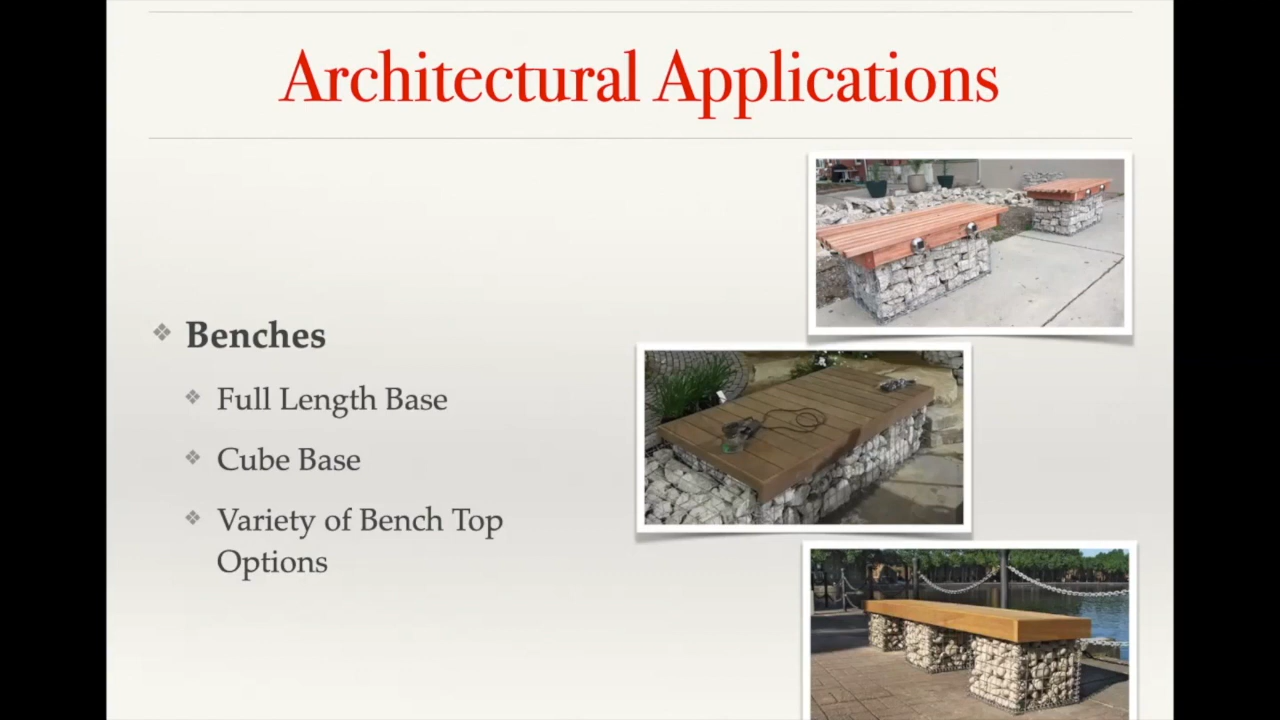 Architectural Applications
Benches
Full Length Base
Cube Base
Variety of Bench Top
Options